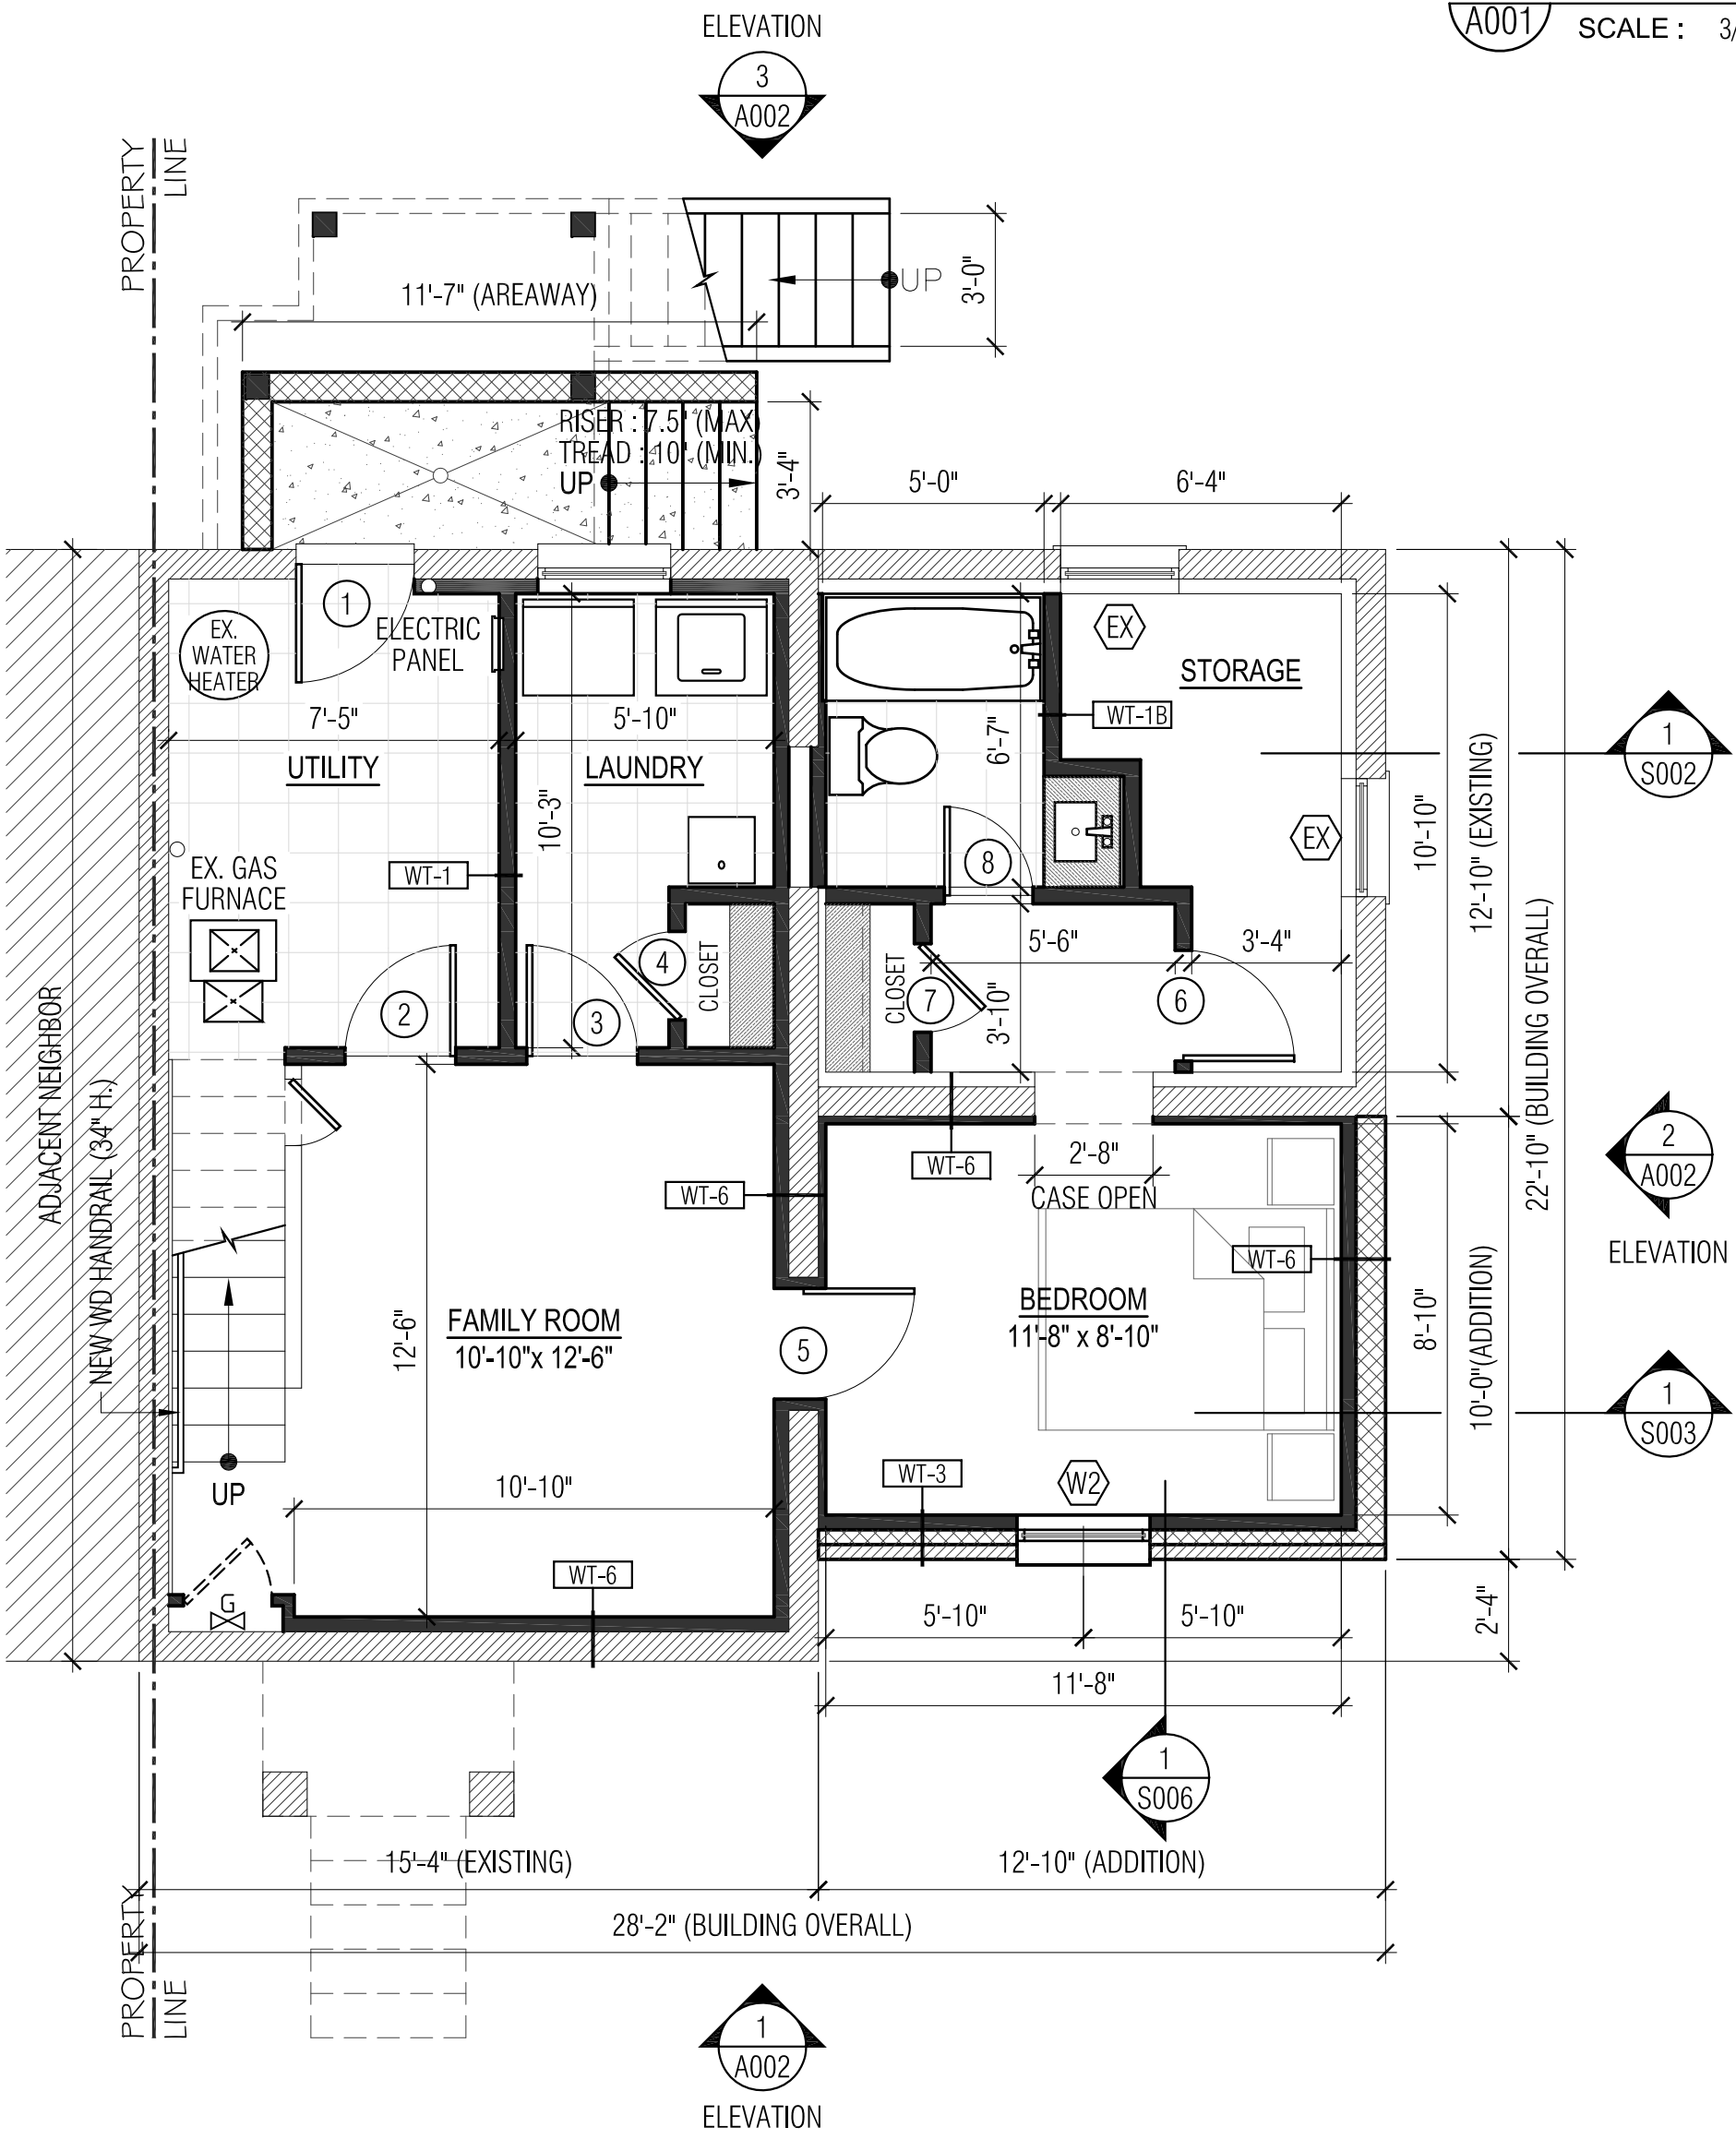 A001
SCALE : 3/
ELEVATION
3
A002
PROPERTY
LINE
11'-7" (AREAWAY)
UP
3'-0"
RISER : 7.5" (MAX)
TREAD : 10" (MIN.)
UP
3'-4"
5'-0"
6'-4"
1
EX.
WATER
HEATER
ELECTRIC
PANEL
EX
STORAGE
7'-5"
5'-10"
WT-1B
6'-7"
UTILITY
LAUNDRY
1
S002
10'-3"
EX
10'-10"
12'-10" (EXISTING)
8
WT-1
EX. GAS
FURNACE
4
CLOSET
CLOSET
7
5'-6"
3'-4"
6
3'-10"
2
3
22'-10" (BUILDING OVERALL)
ADJACENT NEIGHBOR
NEW WD HANDRAIL (34" H.)
WT-6
WT-6
2'-8"
CASE OPEN
2
A002
ELEVATION
WT-6
FAMILY ROOM
10'-10"x 12'-6"
12'-6"
BEDROOM
11'-8" x 8'-10"
5
8'-10"
10'-0"(ADDITION)
1
S003
UP
10'-10"
WT-3
W2
WT-6
G
5'-10"
5'-10"
2'-4"
11'-8"
1
S006
15'-4" (EXISTING)
12'-10" (ADDITION)
28'-2" (BUILDING OVERALL)
PROPERTY
LINE
1
A002
ELEVATION